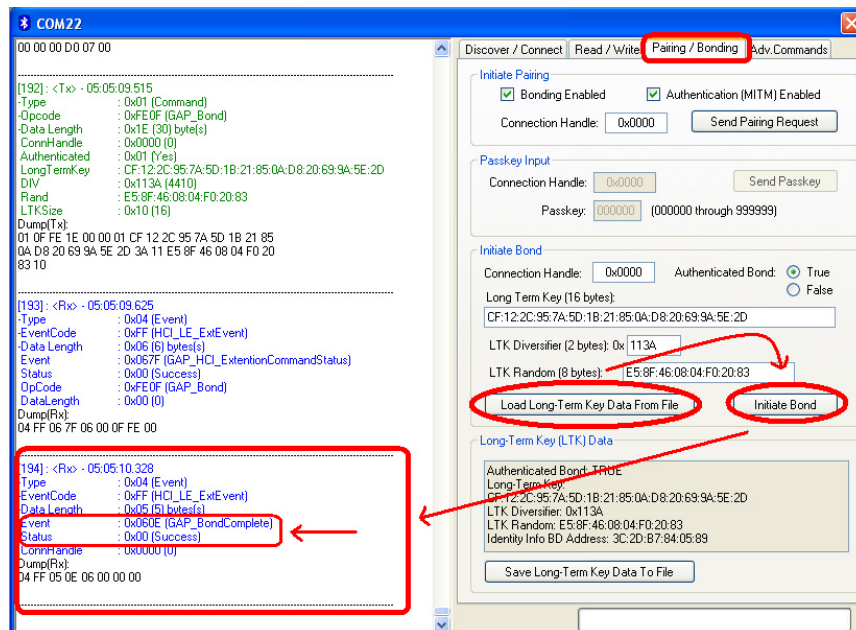 COM22
00 00 00 D0 07 00
[192] : <Tx> - 05:05:09.515
-Type : 0x01 (Command)
-Opcode : 0xFE0F (GAP_Bond)
-Data Length : 0x1E (30) byte(s)
ConnHandle : 0x0000 (0)
Authenticated : 0x01 (Yes)
LongTermKey : CF:12:2C:95:7A:5D:1B:21:85:0A:D8:20:69:9A:5E:2D
DIV : 0x113A (4410)
Rand : E5:8F:46:08:04:F0:20:83
LTKSize : 0x10 (16)
Dump(Tx):
01 0F FE 1E 00 00 01 CF 12 2C 95 7A 5D 1B 21 85
0A D8 20 69 9A 5E 2D 3A 11 E5 8F 46 08 04 F0 20
83 10
[193] : <Rx> - 05:05:09.625
-Type : 0x04 (Event)
-EventCode : 0xFF (HCI_LE_ExtEvent)
-Data Length : 0x06 (6) bytes(s)
Event : 0x067F (GAP_HCI_ExtentionCommandStatus)
Status : 0x00 (Success)
OpCode : 0xFE0F (GAP_Bond)
DataLength : 0x00 (0)
Dump(Rx):
04 FF 06 7F 06 00 0F FE 00
[194] : <Rx> - 05:05:10.328
-Type : 0x04 (Event)
-EventCode : 0xFF (HCI_LE_ExtEvent)
-Data Length : 0x05 (5) bytes(s)
Event : 0x060E (GAP_BondComplete)
Status : 0x00 (Success)
ConnHandle : 0x0000 (0)
Dump(Rx):
04 FF 05 0E 06 00 00 00
Discover / Connect Read / Write Pairing / Bonding Adv.Commands
Initiate Pairing
Bonding Enabled Authentication (MITM) Enabled
Connection Handle: 0x0000 Send Pairing Request
Passkey Input
Connection Handle: 0x0000 Send Passkey
Passkey: 000000 (000000 through 999999)
Initiate Bond
Connection Handle: 0x0000 Authenticated Bond: True
False
Long Term Key (16 bytes):
CF:12:2C:95:7A:5D:1B:21:85:0A:D8:20:69:9A:5E:2D
LTK Diversifier (2 bytes): 0x 113A
LTK Random (8 bytes): E5:8F:46:08:04:F0:20:83
Load Long-Term Key Data From File Initiate Bond
Long-Term Key (LTK) Data
Authenticated Bond: TRUE
Long-Term Key:
CF:12:2C:95:7A:5D:1B:21:85:0A:D8:20:69:9A:5E:2D
LTK Diversifier: 0x113A
LTK Random: E5:8F:46:08:04:F0:20:83
Identity Info BD Address: 3C:2D:B7:84:05:89
Save Long-Term Key Data To File